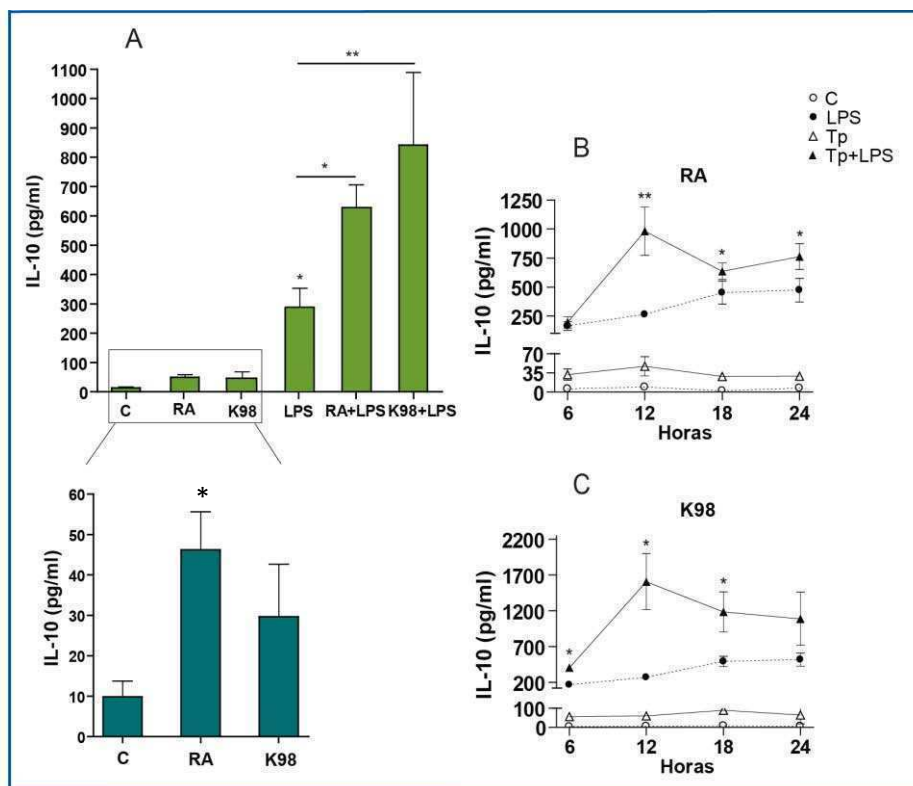 A
**
*
*
IL-10 (pg/ml)
1100
1000
900
800
700
600
500
400
300
200
100
0
C RA K98 LPS RA+LPS K98+LPS
*
IL-10 (pg/ml)
60
50
40
30
20
10
0
C RA K98
C
LPS
Tp
Tp+LPS
B
RA
** * *
IL-10 (pg/ml)
1250
1000
750
500
250
70
35
0
6 12 18 24
Horas
C
K98
* * *
IL-10 (pg/ml)
2200
1700
1200
700
200
100
0
6 12 18 24
Horas